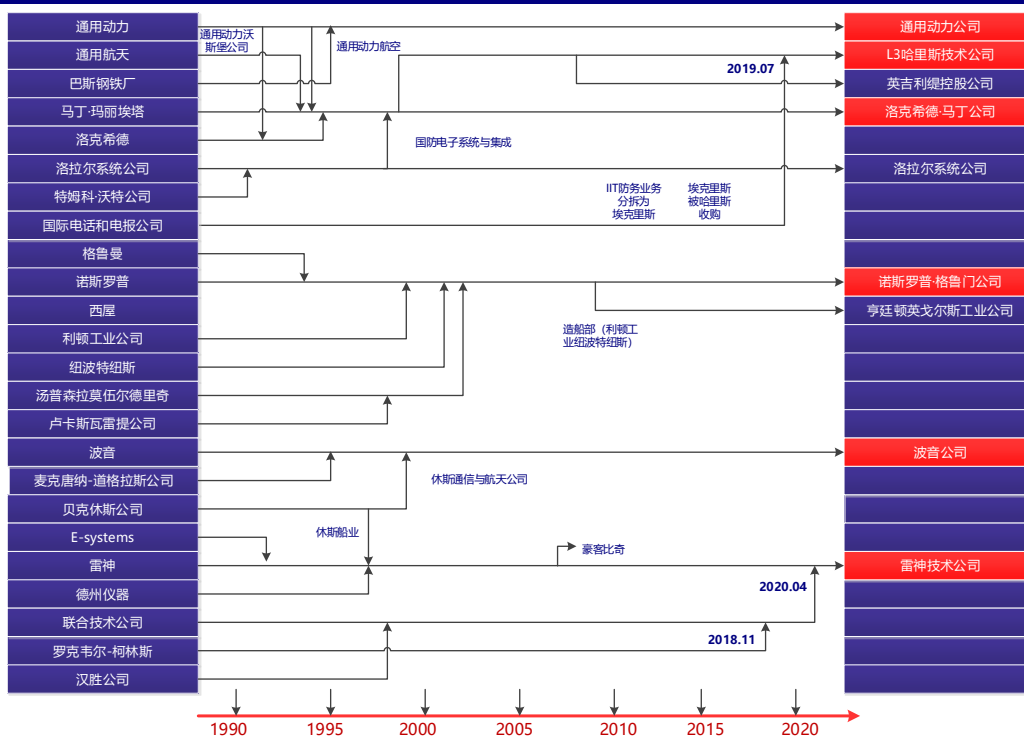 通用动力
通用航天
巴斯钢铁厂
马丁·玛丽埃塔
洛克希德
洛拉尔系统公司
特姆科·沃特公司
国际电话和电报公司
格鲁曼
诺斯罗普
西屋
利顿工业公司
纽波特纽斯
汤普森拉莫伍尔德里奇
卢卡斯瓦雷提公司
波音
麦克唐纳-道格拉斯公司
贝克休斯公司
E-systems
雷神
德州仪器
联合技术公司
罗克韦尔-柯林斯
汉胜公司
通用动力沃
斯堡公司
通用动力航空
2019.07
国防电子系统与集成
IIT防务业务
分拆为
埃克里斯
埃克里斯
被哈里斯
收购
造船部（利顿工
业纽波特纽斯）
休斯通信与航天公司
休斯船业
豪客比奇
2020.04
2018.11
通用动力公司
L3哈里斯技术公司
英吉利缇控股公司
洛克希德·马丁公司
洛拉尔系统公司
诺斯罗普·格鲁门公司
亨廷顿英戈尔斯工业公司
波音公司
雷神技术公司
1990
1995
2000
2005
2010
2015
2020